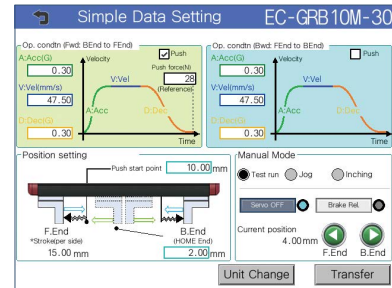 Simple Data Setting EC-GRB10M-30
Op. condtn (Fwd: BEnd to FEnd)
A:Acc(G)
0.30
V:Vel(mm/s)
47.50
D:Dec(G)
0.30
Velocity
V:Vel
A:Acc
D:Dec
Time
Push
Push force(N)
28
(Reference)
Op. condtn (Bwd: FEnd to BEnd)
A:Acc(G)
0.30
V:Vel(mm/s)
47.50
D:Dec(G)
0.30
Velocity
V:Vel
A:Acc
D:Dec
Time
Push
Position setting
Push start point 10.00 mm
F.End
*Stroke(per side)
15.00 mm
B.End
(HOME End)
2.00 mm
Manual Mode
Test run Jog Inching
Servo OFF Brake Rel.
Current position
4.00 mm
F.End B.End
Unit Change Transfer